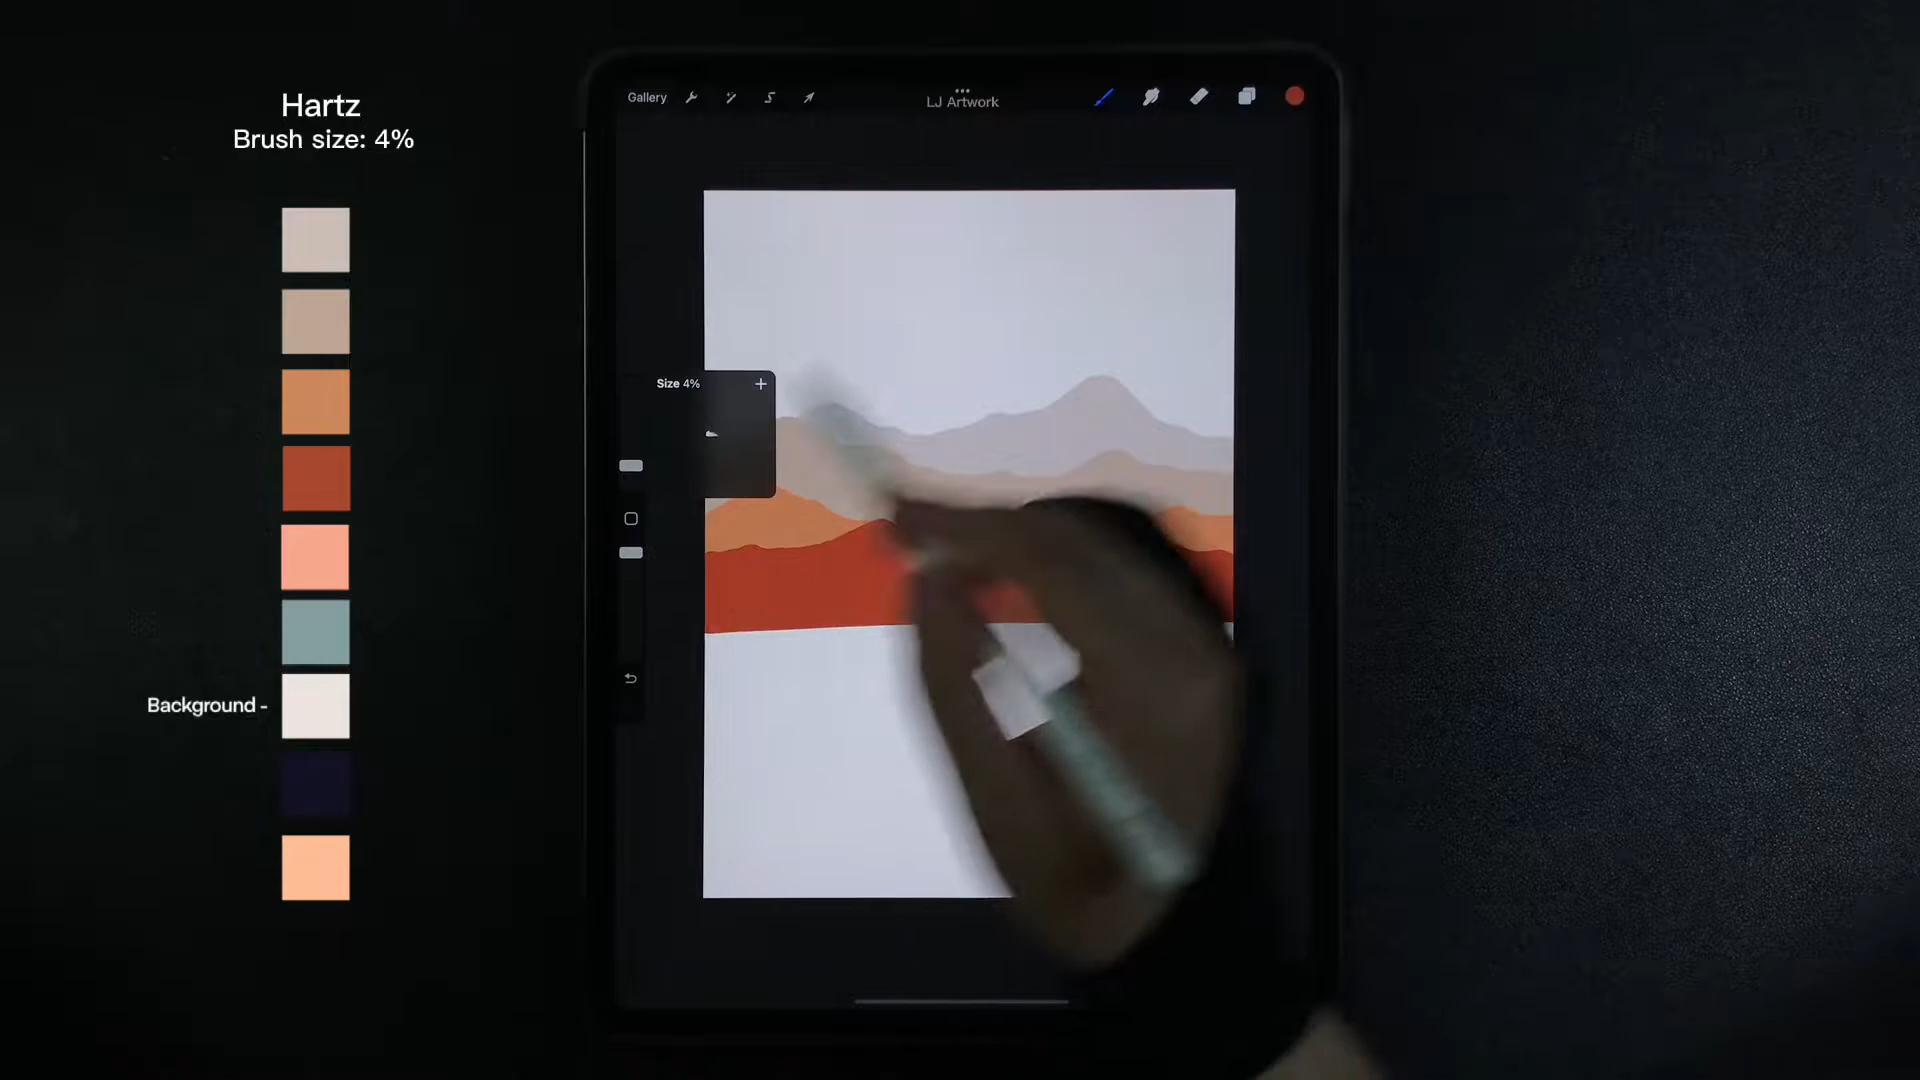 Hartz
Brush size: 4%
Background -
Gallery
LJ Artwork
Size 4%